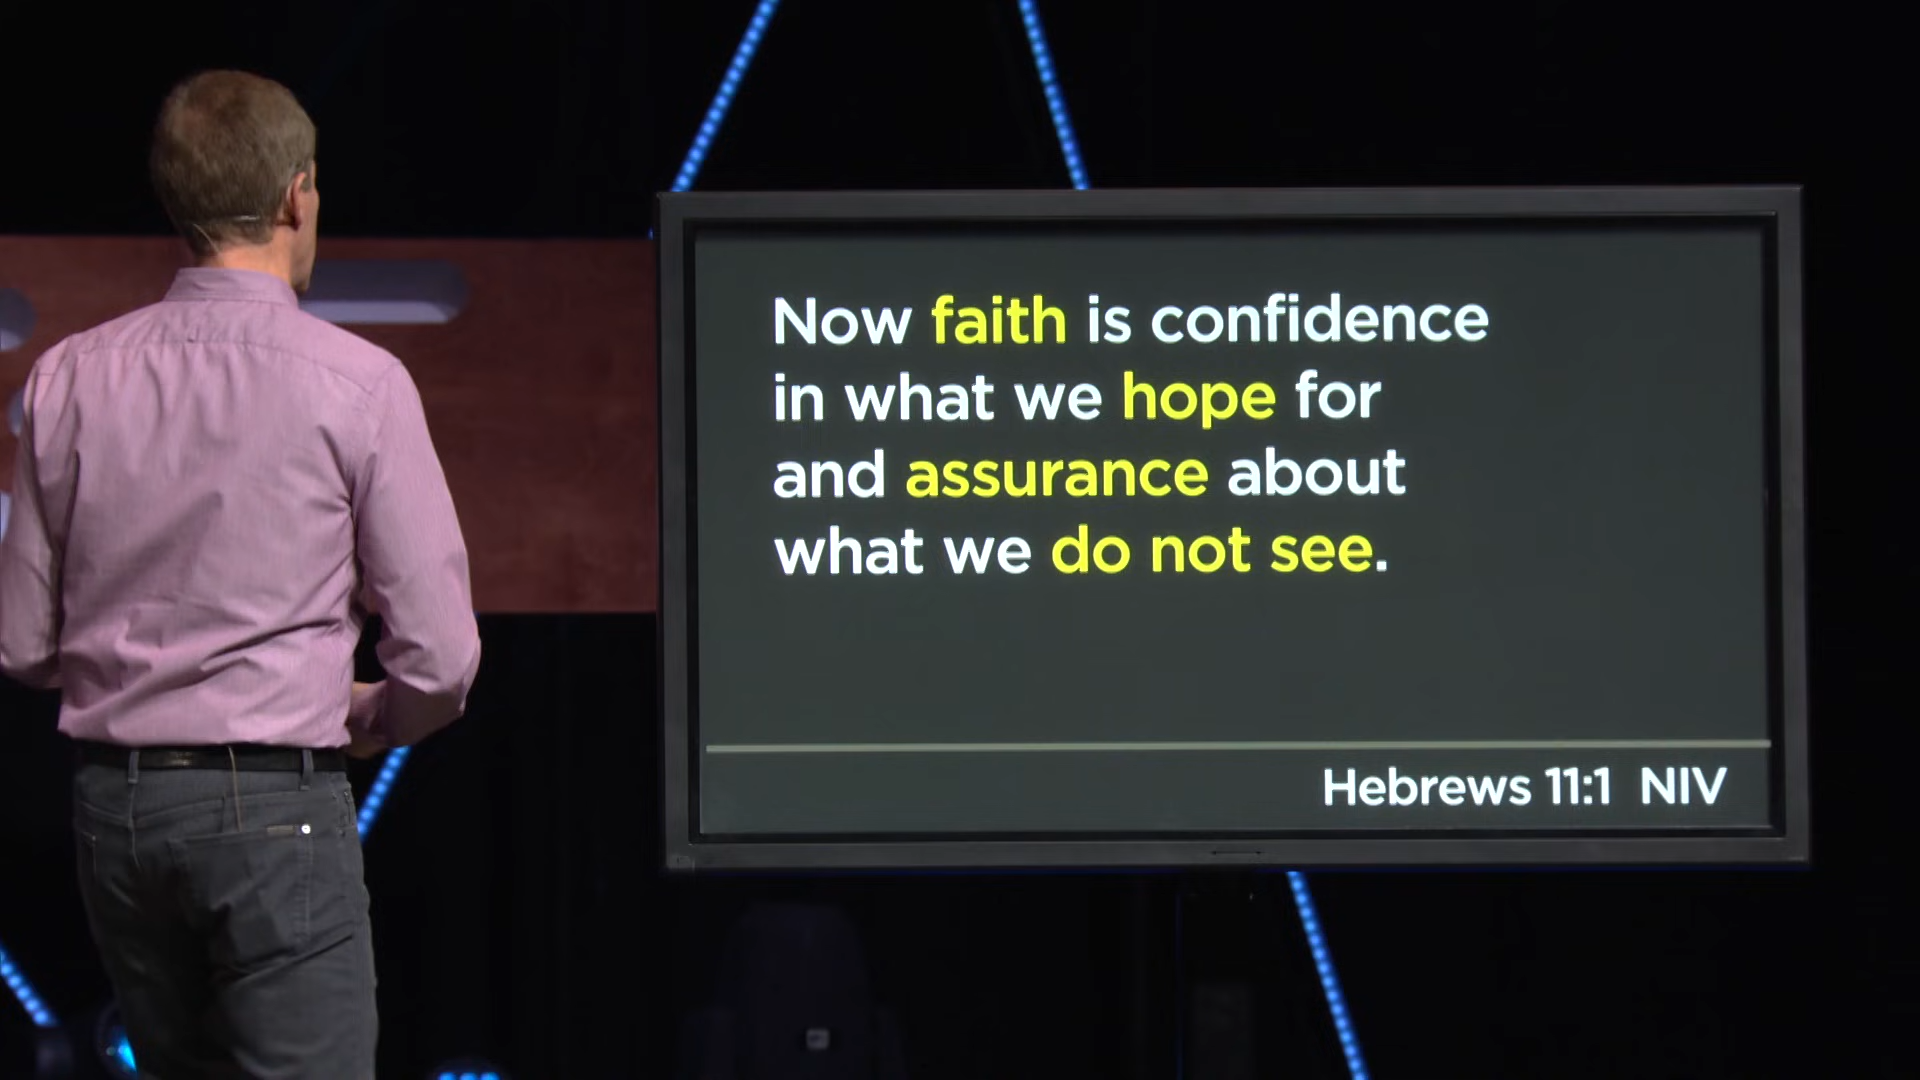 Now faith is confidence
in what we hope for
and assurance about
what we do not see.
Hebrews 11:1 NIV